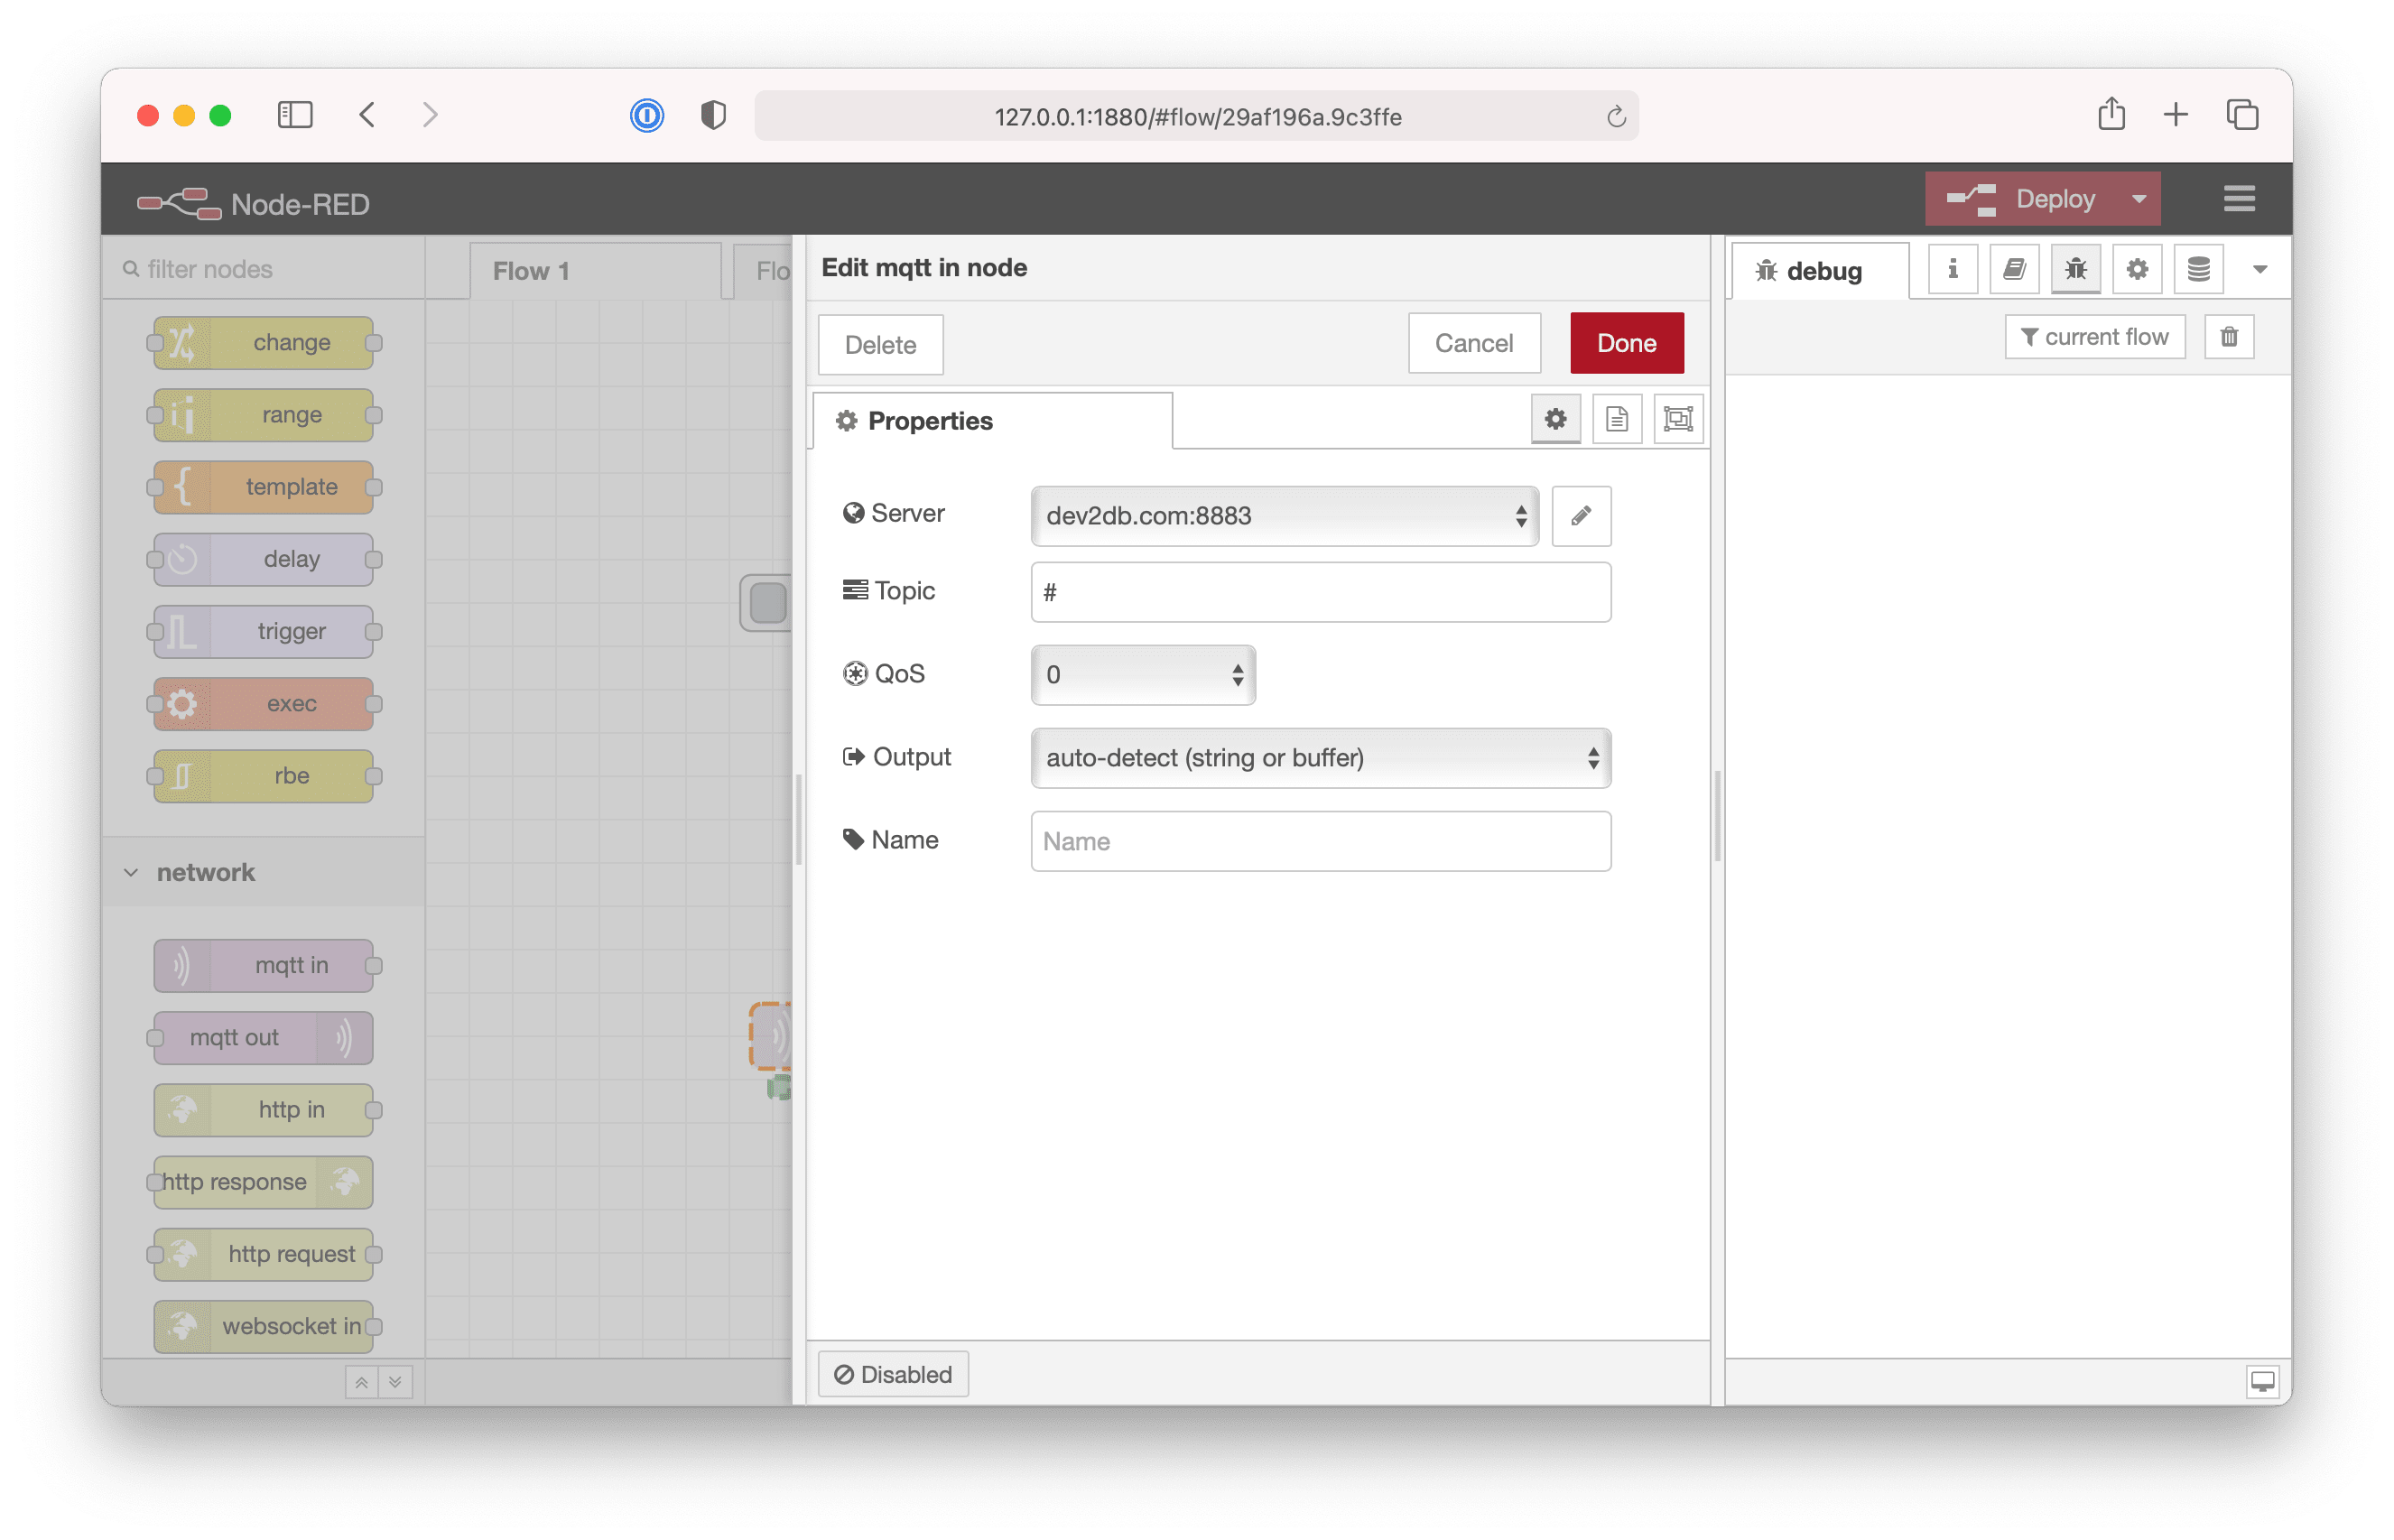 127.0.0.1:1880/#flow/29af196a.9c3ffe
Node-RED
Deploy
filter nodes
Flow 1
Flo
Edit mqtt in node
debug
Delete
Cancel
Done
current flow
Properties
change
range
template
delay
trigger
exec
rbe
network
mqtt in
mqtt out
http in
http response
http request
websocket in
Server
dev2db.com:8883
Topic
#
QoS
0
Output
auto-detect (string or buffer)
Name
Name
Disabled